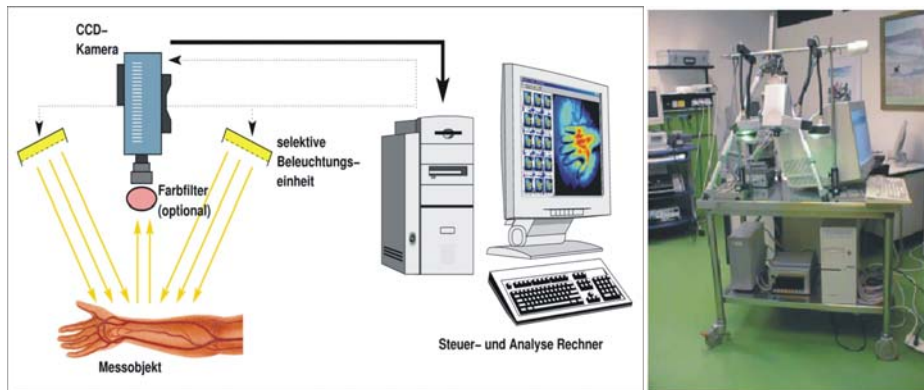 CCD–
Kamera
selektive
Beleuchtungs–
einheit
Farbfilter
(optional)
Messobjekt
Steuer– und Analyse Rechner